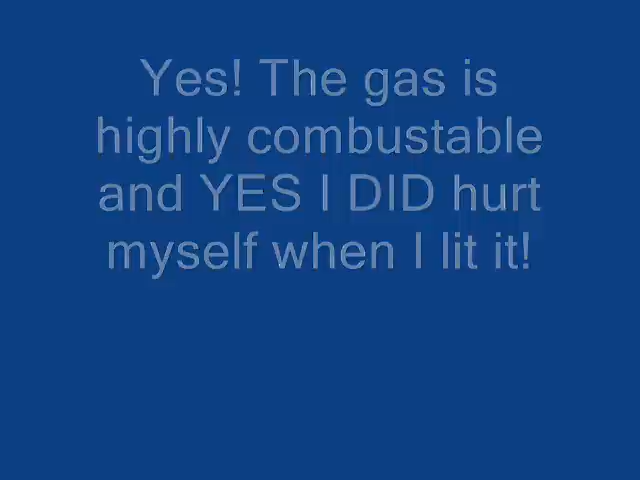 Yes! The gas is
highly combustable
and YES I DID hurt
myself when I lit it!